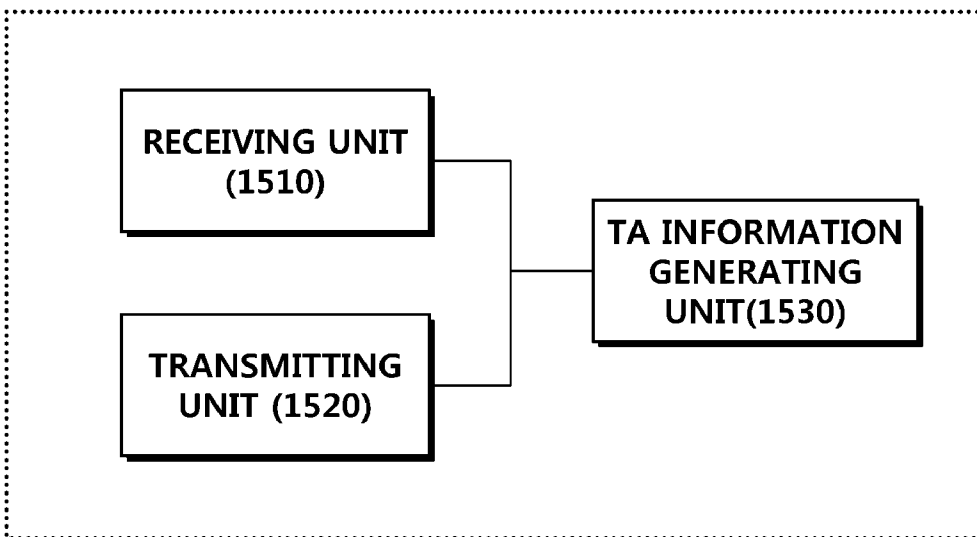 RECEIVING UNIT
(1510)
TRANSMITTING
UNIT (1520)
TA INFORMATION
GENERATING
UNIT(1530)